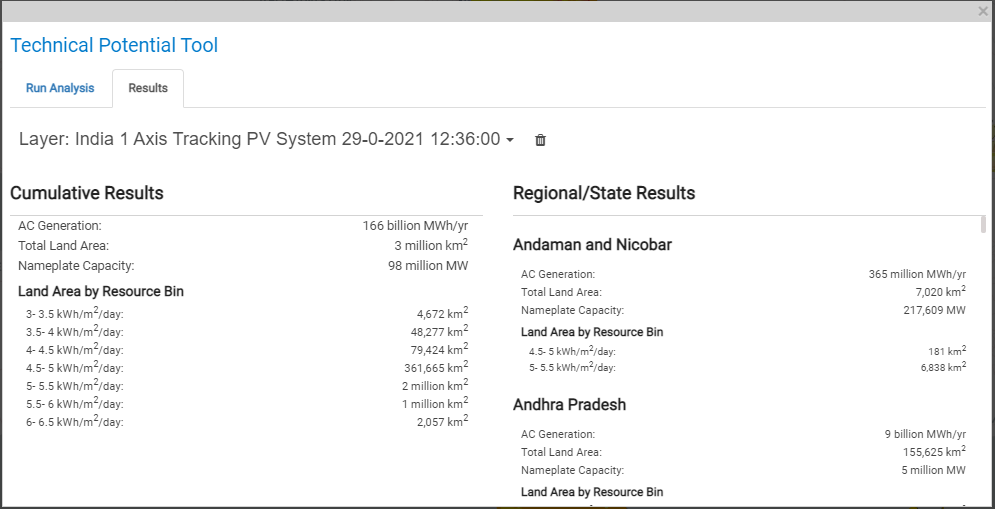 ×
Technical Potential Tool
Run Analysis
Results
Layer: India 1 Axis Tracking PV System 29-0-2021 12:36:00
Cumulative Results
AC Generation: 166 billion MWh/yr
Total Land Area: 3 million km²
Nameplate Capacity: 98 million MW
Land Area by Resource Bin
3- 3.5 kWh/m²/day: 4,672 km²
3.5- 4 kWh/m²/day: 48,277 km²
4- 4.5 kWh/m²/day: 79,424 km²
4.5- 5 kWh/m²/day: 361,665 km²
5- 5.5 kWh/m²/day: 2 million km²
5.5- 6 kWh/m²/day: 1 million km²
6- 6.5 kWh/m²/day: 2,057 km²
Regional/State Results
Andaman and Nicobar
AC Generation: 365 million MWh/yr
Total Land Area: 7,020 km²
Nameplate Capacity: 217,609 MW
Land Area by Resource Bin
4.5- 5 kWh/m²/day: 181 km²
5- 5.5 kWh/m²/day: 6,838 km²
Andhra Pradesh
AC Generation: 9 billion MWh/yr
Total Land Area: 155,625 km²
Nameplate Capacity: 5 million MW
Land Area by Resource Bin